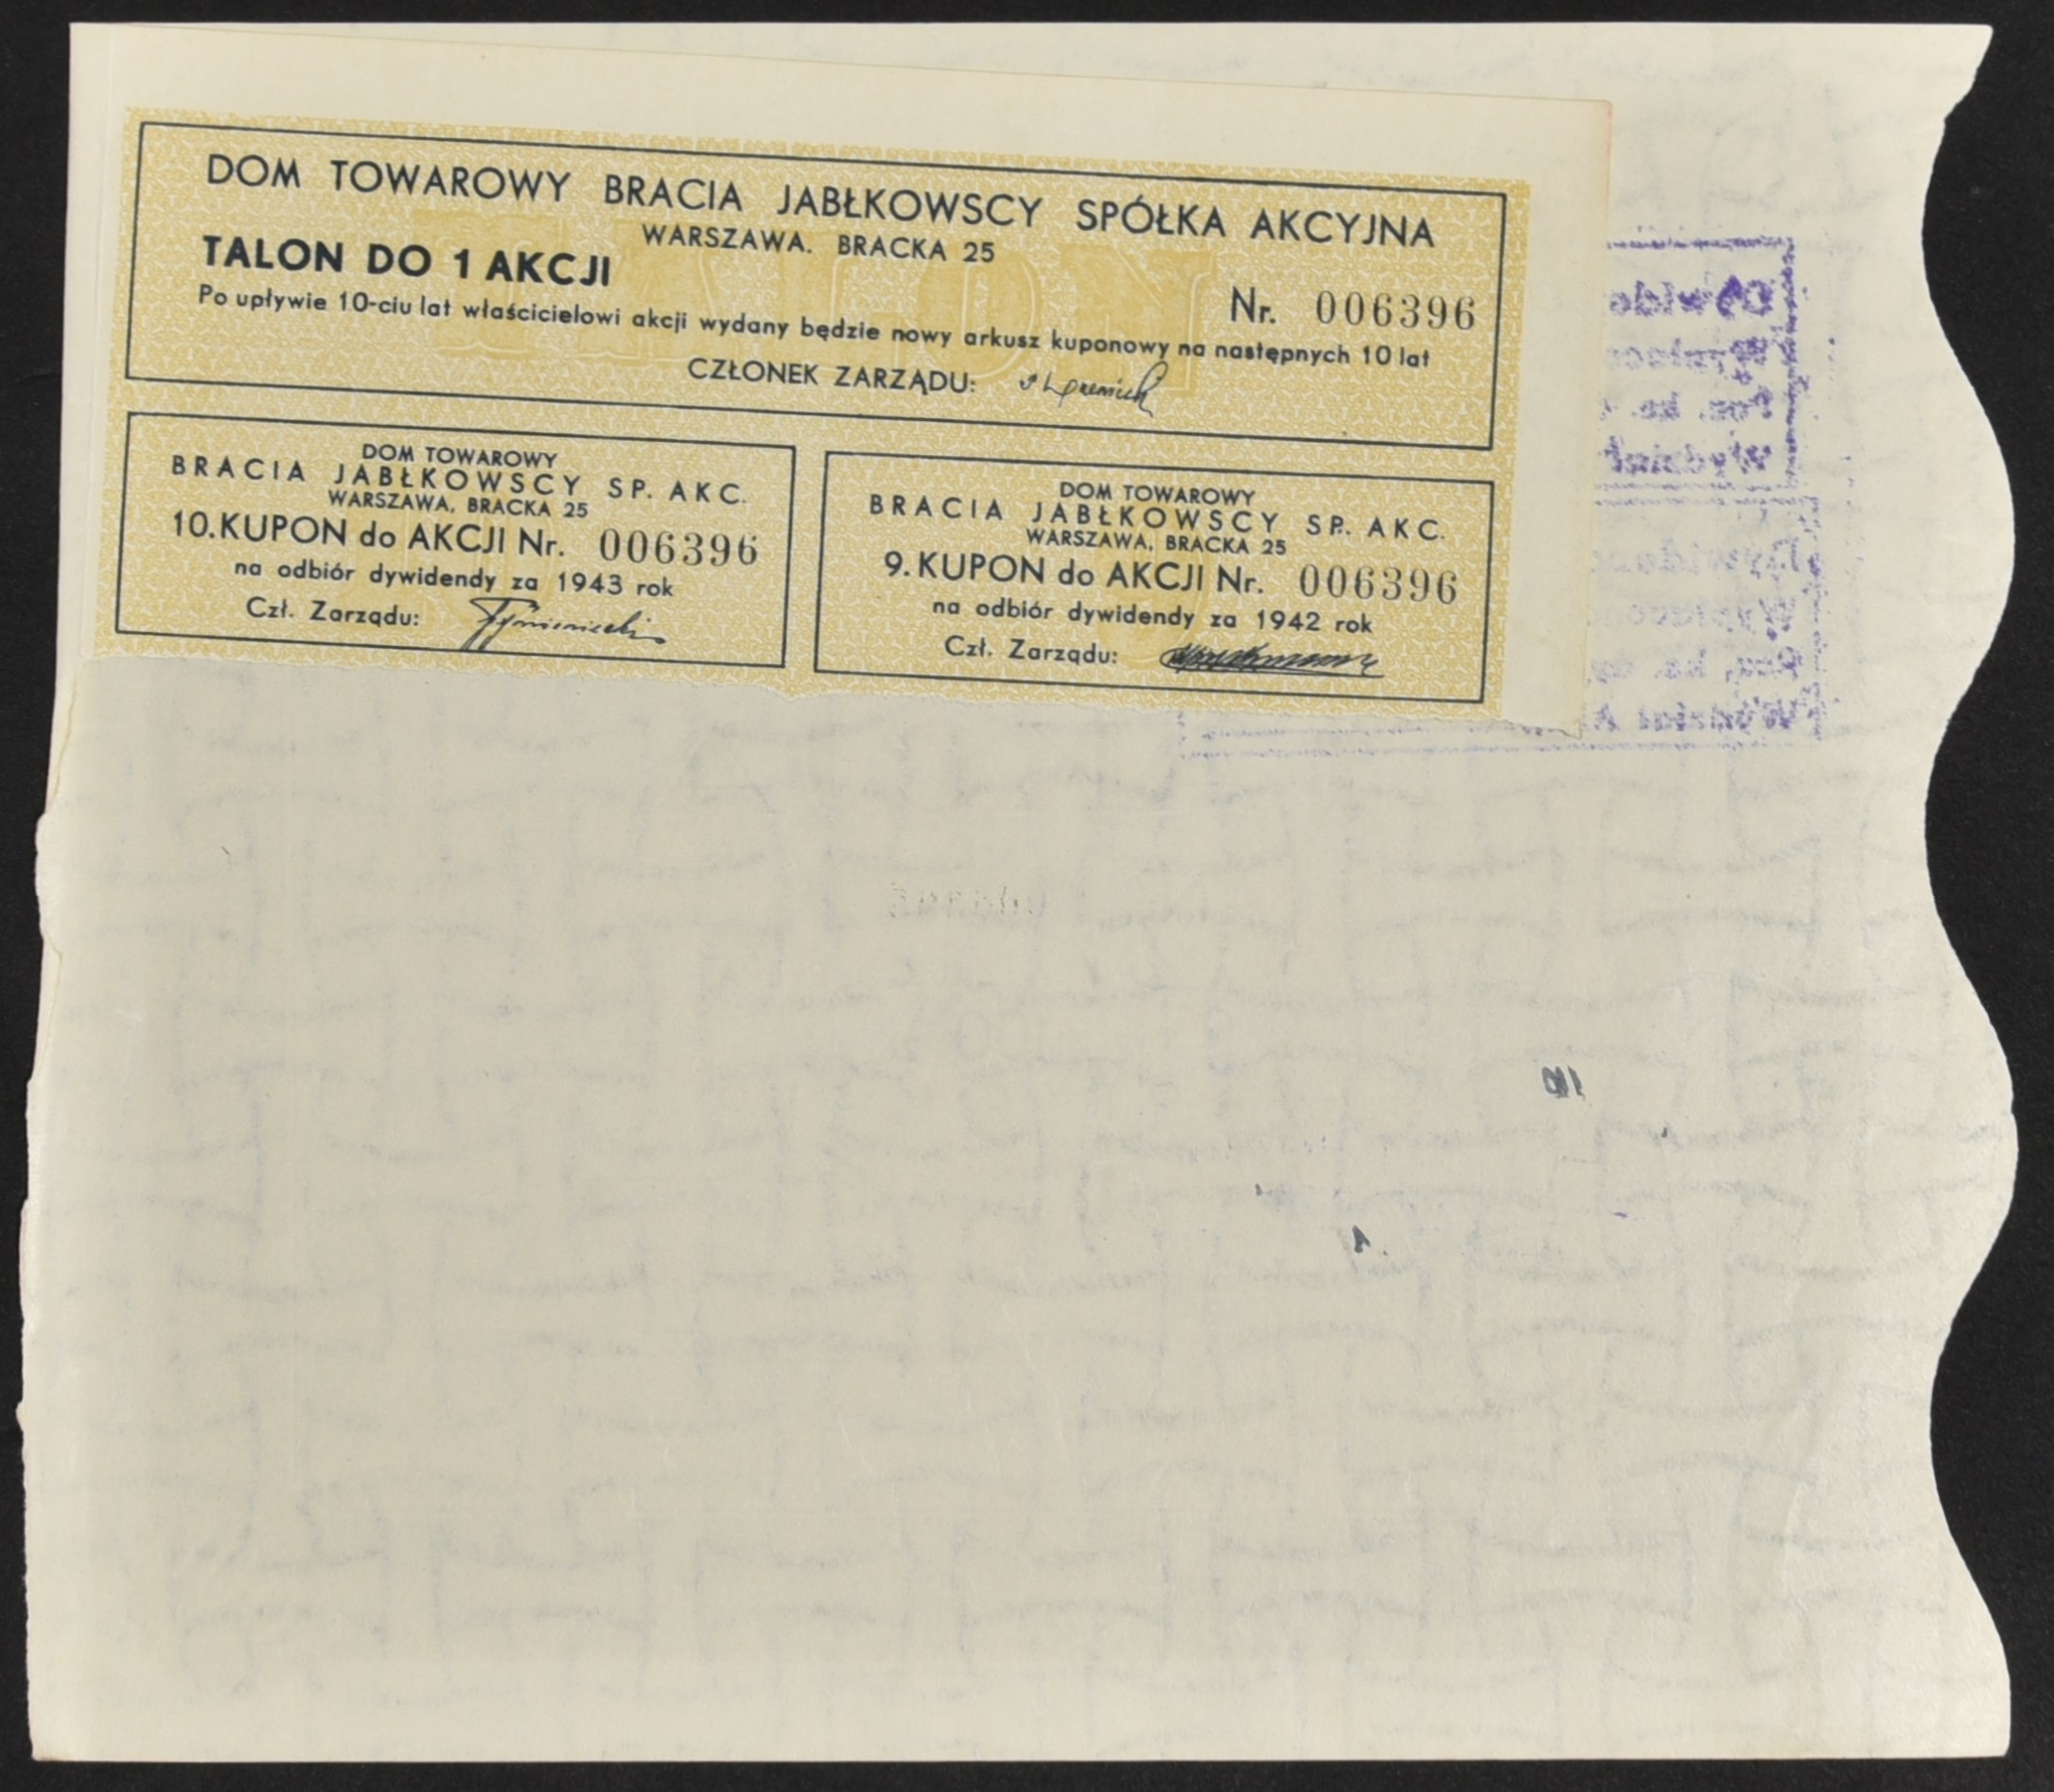 DOM TOWAROWY BRACIA JABŁKOWSCY SPÓŁKA AKCYJNA
WARSZAWA. BRACKA 25
TALON DO 1 AKCJI
Nr. 006396
Po upływie 10-ciu lat właścicielowi akcji wydany będzie nowy arkusz kuponowy na następnych 10 lat
CZŁONEK ZARZĄDU:
DOM TOWAROWY
BRACIA JABŁKOWSCY SP. AKC.
WARSZAWA, BRACKA 25
10. KUPON do AKCJI Nr. 006396
na odbiór dywidendy za 1943 rok
Czł. Zarządu:
DOM TOWAROWY
BRACIA JABŁKOWSCY SP. AKC.
WARSZAWA, BRACKA 25
9. KUPON do AKCJI Nr. 006396
na odbiór dywidendy za 1942 rok
Czł. Zarządu: